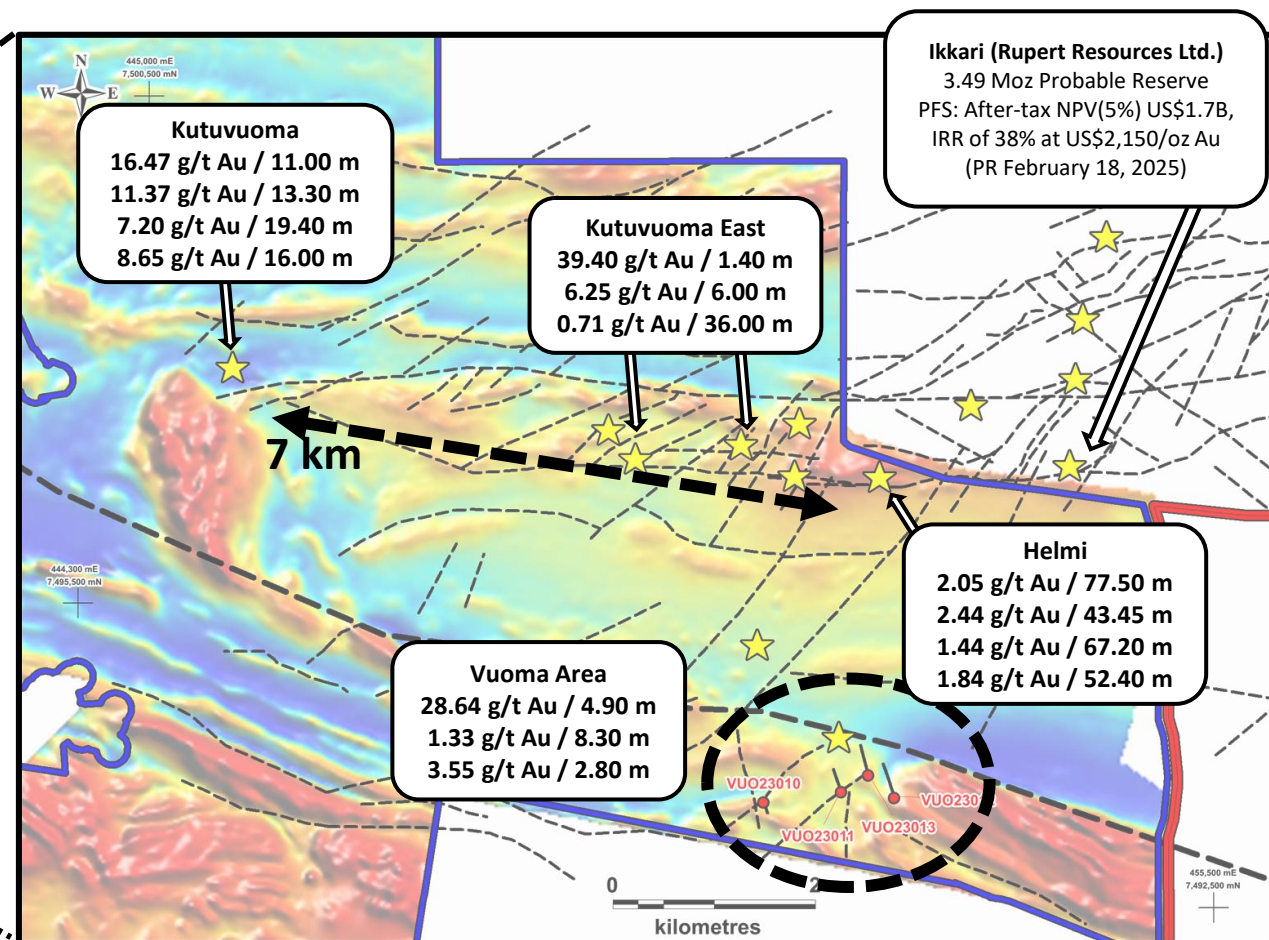 N
W E
445,000 mE
7,500,500 mN
Ikkari (Rupert Resources Ltd.)
3.49 Moz Probable Reserve
PFS: After-tax NPV(5%) US$1.7B,
IRR of 38% at US$2,150/oz Au
(PR February 18, 2025)
Kutuvuoma
16.47 g/t Au / 11.00 m
11.37 g/t Au / 13.30 m
7.20 g/t Au / 19.40 m
8.65 g/t Au / 16.00 m
Kutuvuoma East
39.40 g/t Au / 1.40 m
6.25 g/t Au / 6.00 m
0.71 g/t Au / 36.00 m
7 km
444,300 mE
7,495,500 mN
Helmi
2.05 g/t Au / 77.50 m
2.44 g/t Au / 43.45 m
1.44 g/t Au / 67.20 m
1.84 g/t Au / 52.40 m
Vuoma Area
28.64 g/t Au / 4.90 m
1.33 g/t Au / 8.30 m
3.55 g/t Au / 2.80 m
VUO23010
VUO23011
VUO23013
0 2
kilometres
455,500 mE
7,492,500 mN